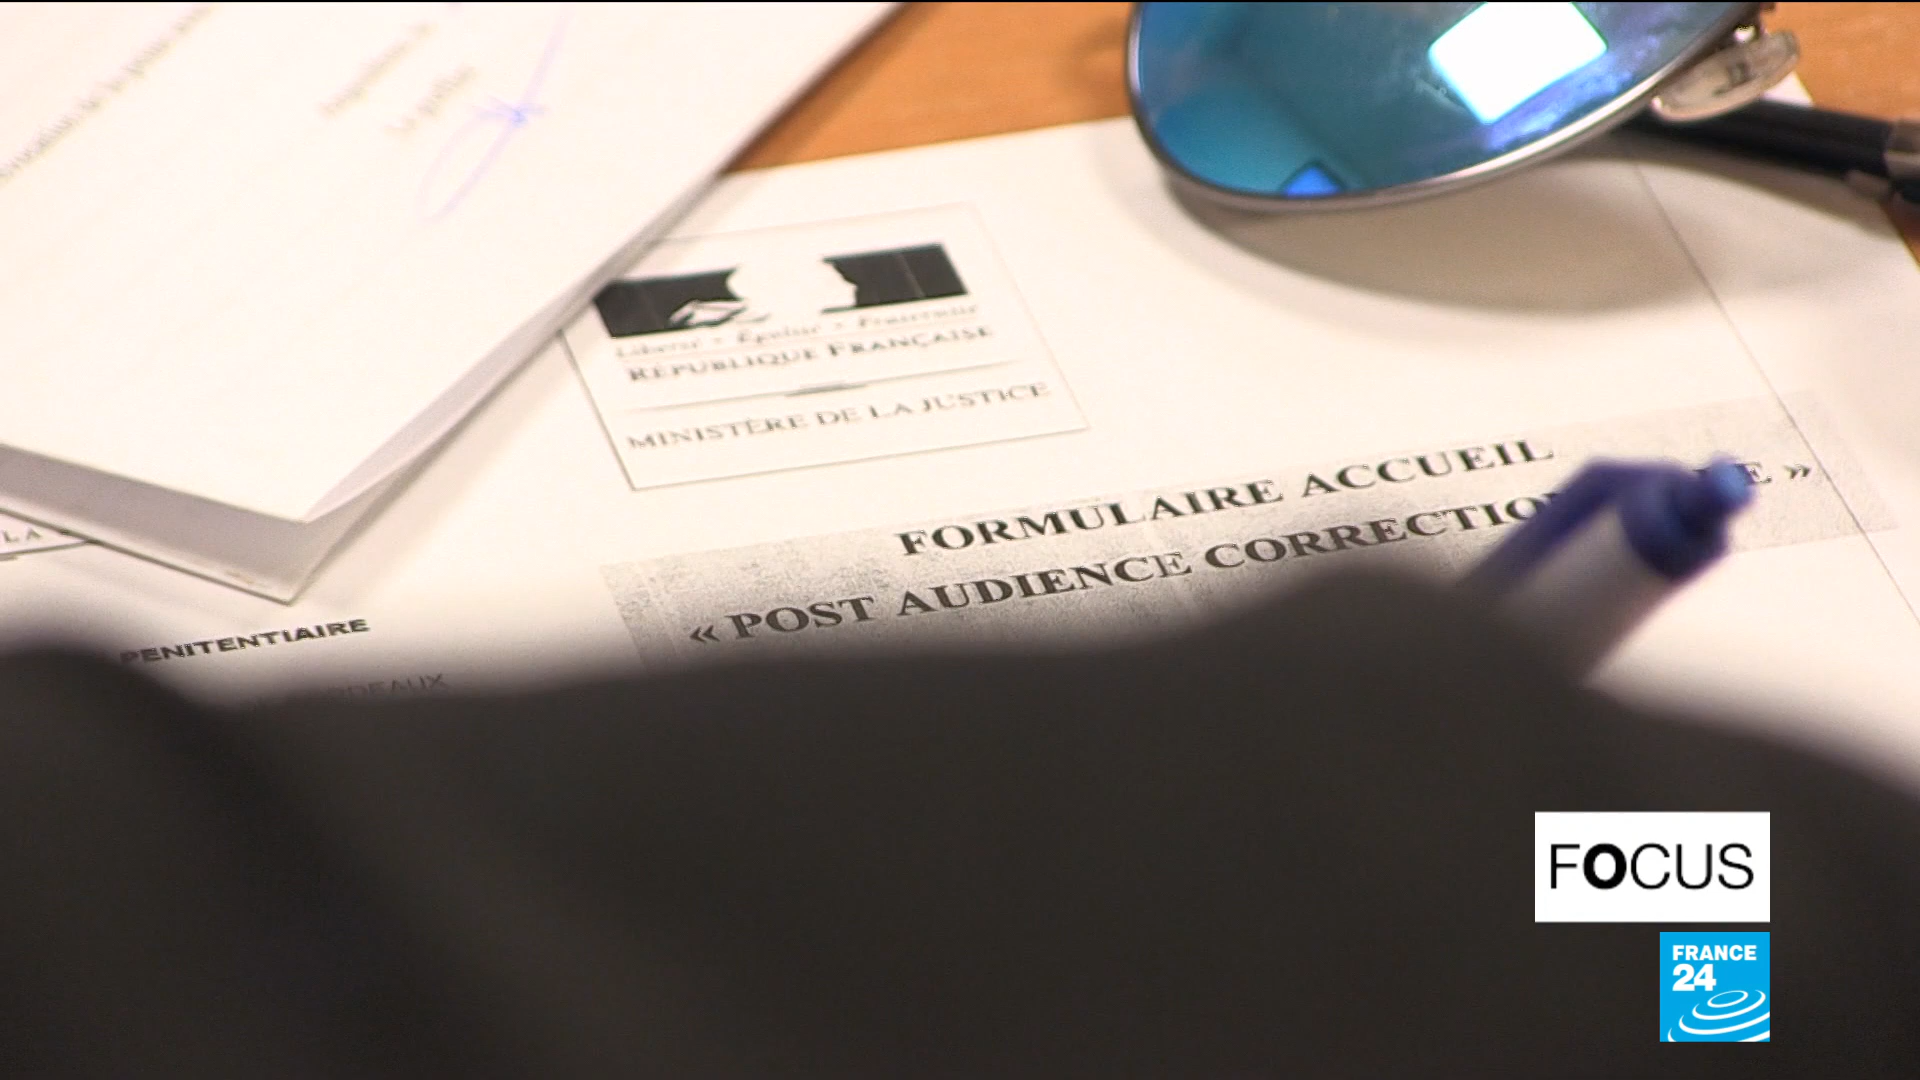 Liberté • Égalité • Fraternité
RÉPUBLIQUE FRANÇAISE
MINISTÈRE DE LA JUSTICE
FORMULAIRE ACCUEIL
« POST AUDIENCE CORRECTIO E »
PENITENTIAIRE
FOCUS
FRANCE
24